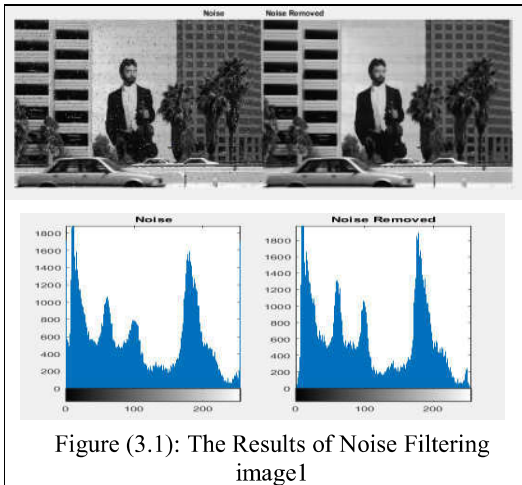 Noise Noise Removed
Noise
1800
1600
1400
1200
1000
800
600
400
200
0
0 100 200
Noise Removed
1800
1600
1400
1200
1000
800
600
400
200
0
0 100 200
Figure (3.1): The Results of Noise Filtering
image1